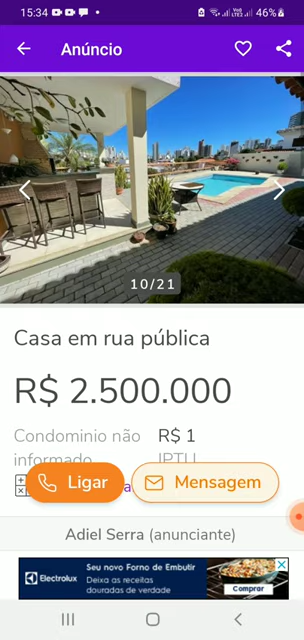 15:34 46%
Anúncio
10/21
Casa em rua pública
R$ 2.500.000
Condominio não R$ 1
informado IPTU
Ligar
Mensagem
Adiel Serra (anunciante)
Electrolux
Seu novo Forno de Embutir
Deixa as receitas
douradas de verdade
Comprar